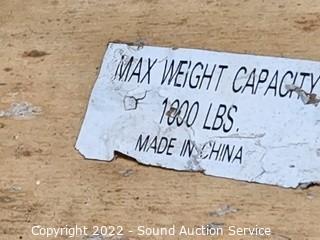 MAX WEIGHT CAPACITY
1000 LBS.
MADE IN CHINA
Copyright 2022 - Sound Auction Service